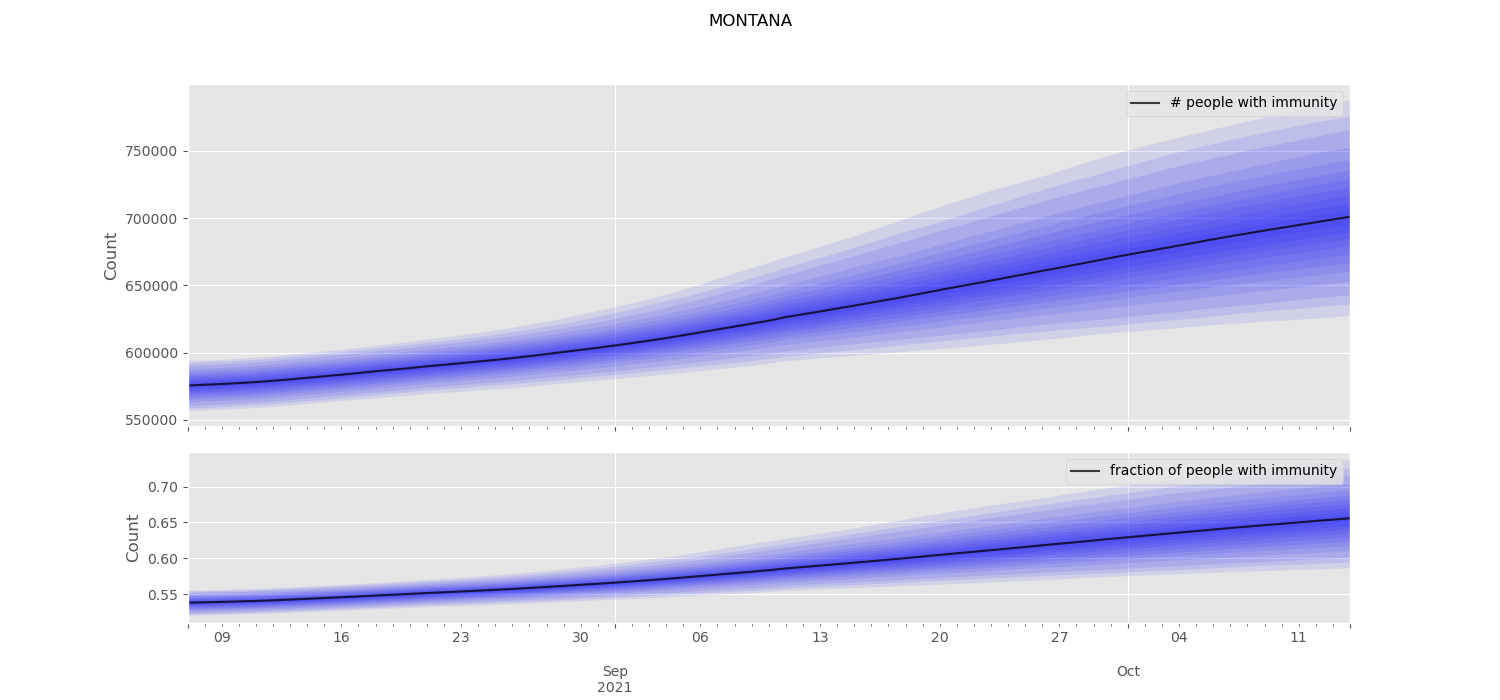 MONTANA
# people with immunity
Count
750000
700000
650000
600000
550000
fraction of people with immunity
Count
0.70
0.65
0.60
0.55
09 16 23 30 06 13 20 27 04 11
Sep Oct
2021